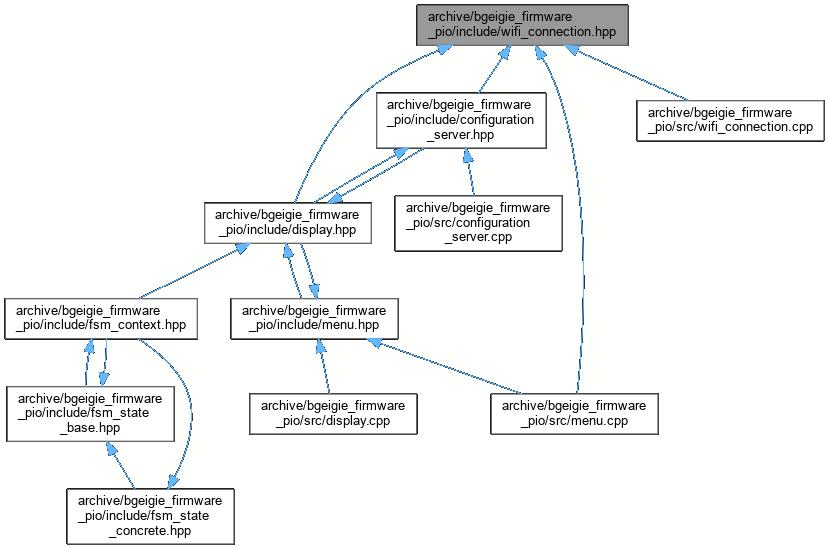 archive/bgeigie_firmware
_pio/include/wifi_connection.hpp
archive/bgeigie_firmware
_pio/include/configuration
_server.hpp
archive/bgeigie_firmware
_pio/src/wifi_connection.cpp
archive/bgeigie_firmware
_pio/include/display.hpp
archive/bgeigie_firmware
_pio/src/configuration
_server.cpp
archive/bgeigie_firmware
_pio/include/fsm_context.hpp
archive/bgeigie_firmware
_pio/include/menu.hpp
archive/bgeigie_firmware
_pio/include/fsm_state
_base.hpp
archive/bgeigie_firmware
_pio/src/display.cpp
archive/bgeigie_firmware
_pio/src/menu.cpp
archive/bgeigie_firmware
_pio/include/fsm_state
_concrete.hpp